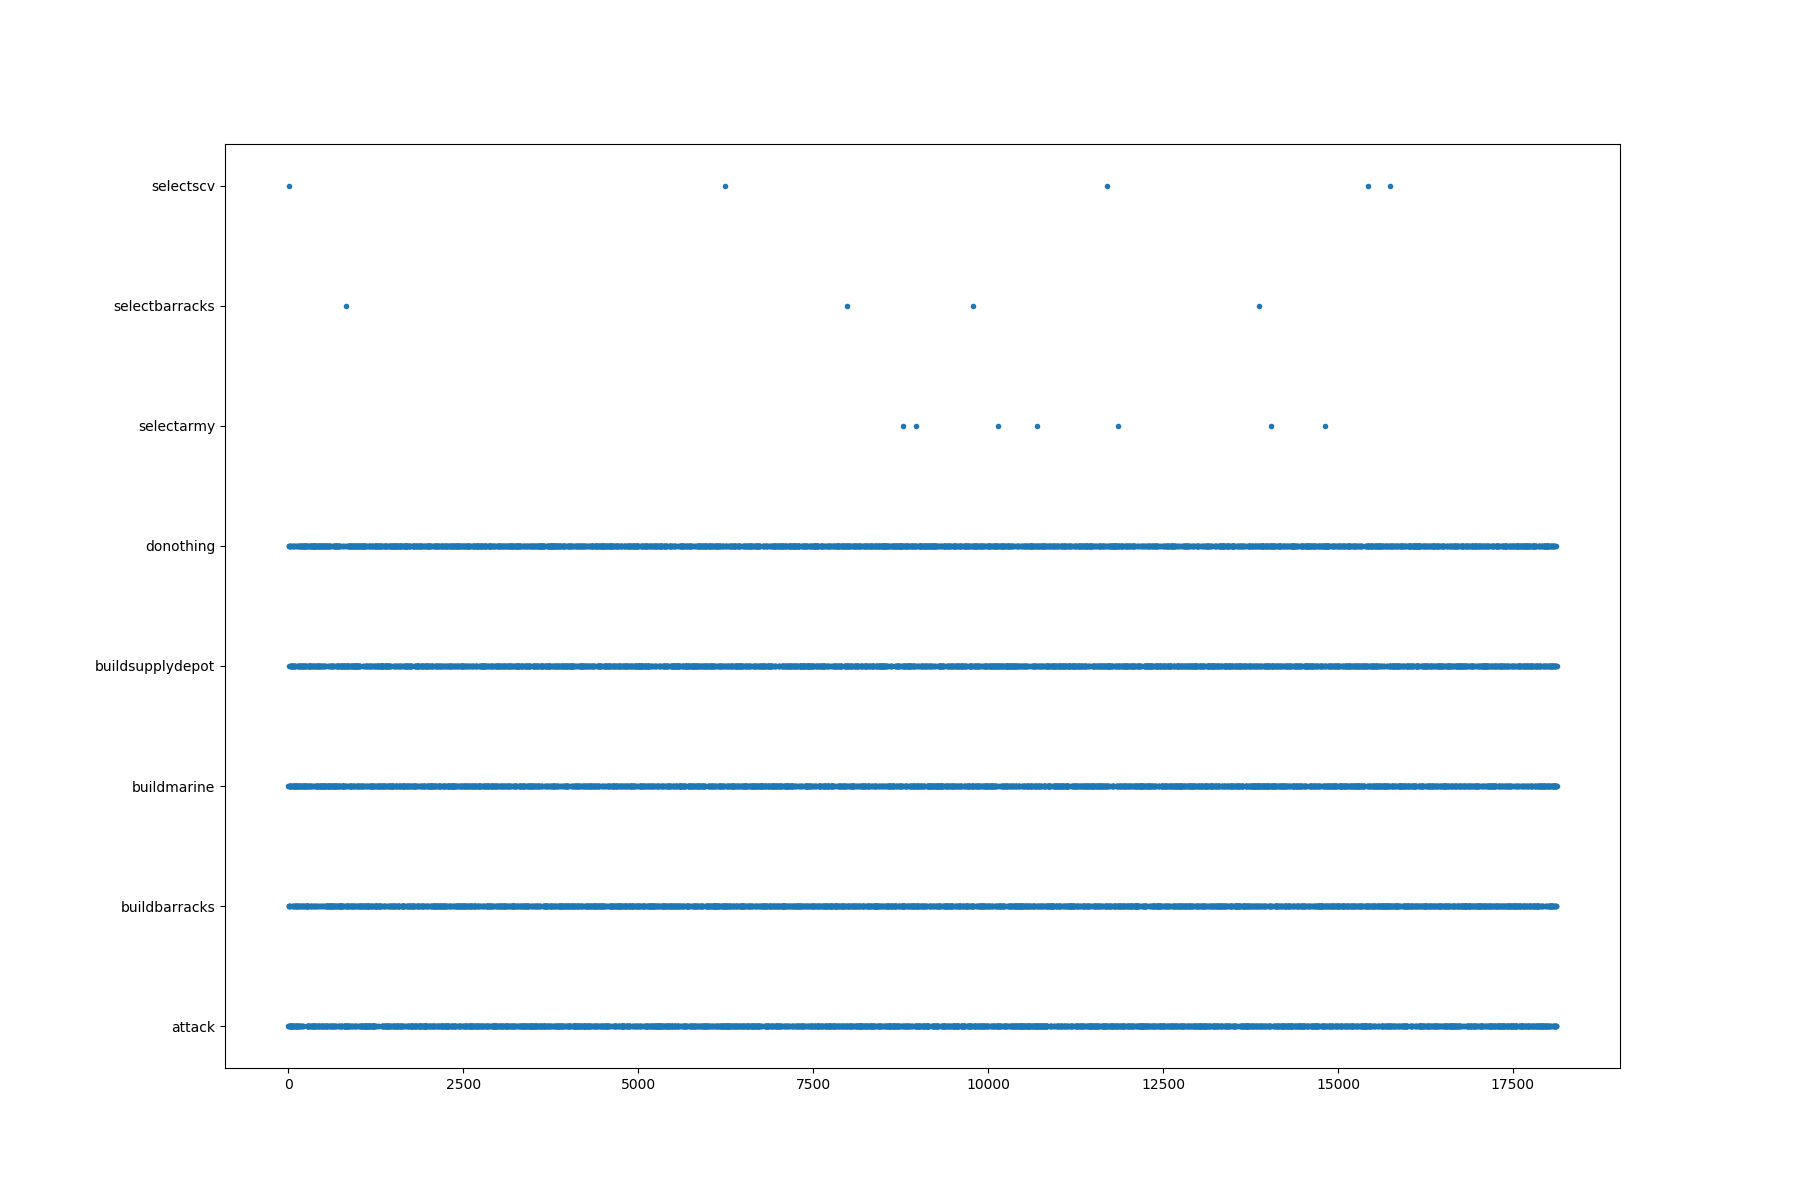 selectscv
selectbarracks
selectarmy
donothing
buildsupplydepot
buildmarine
buildbarracks
attack
0 2500 5000 7500 10000 12500 15000 17500